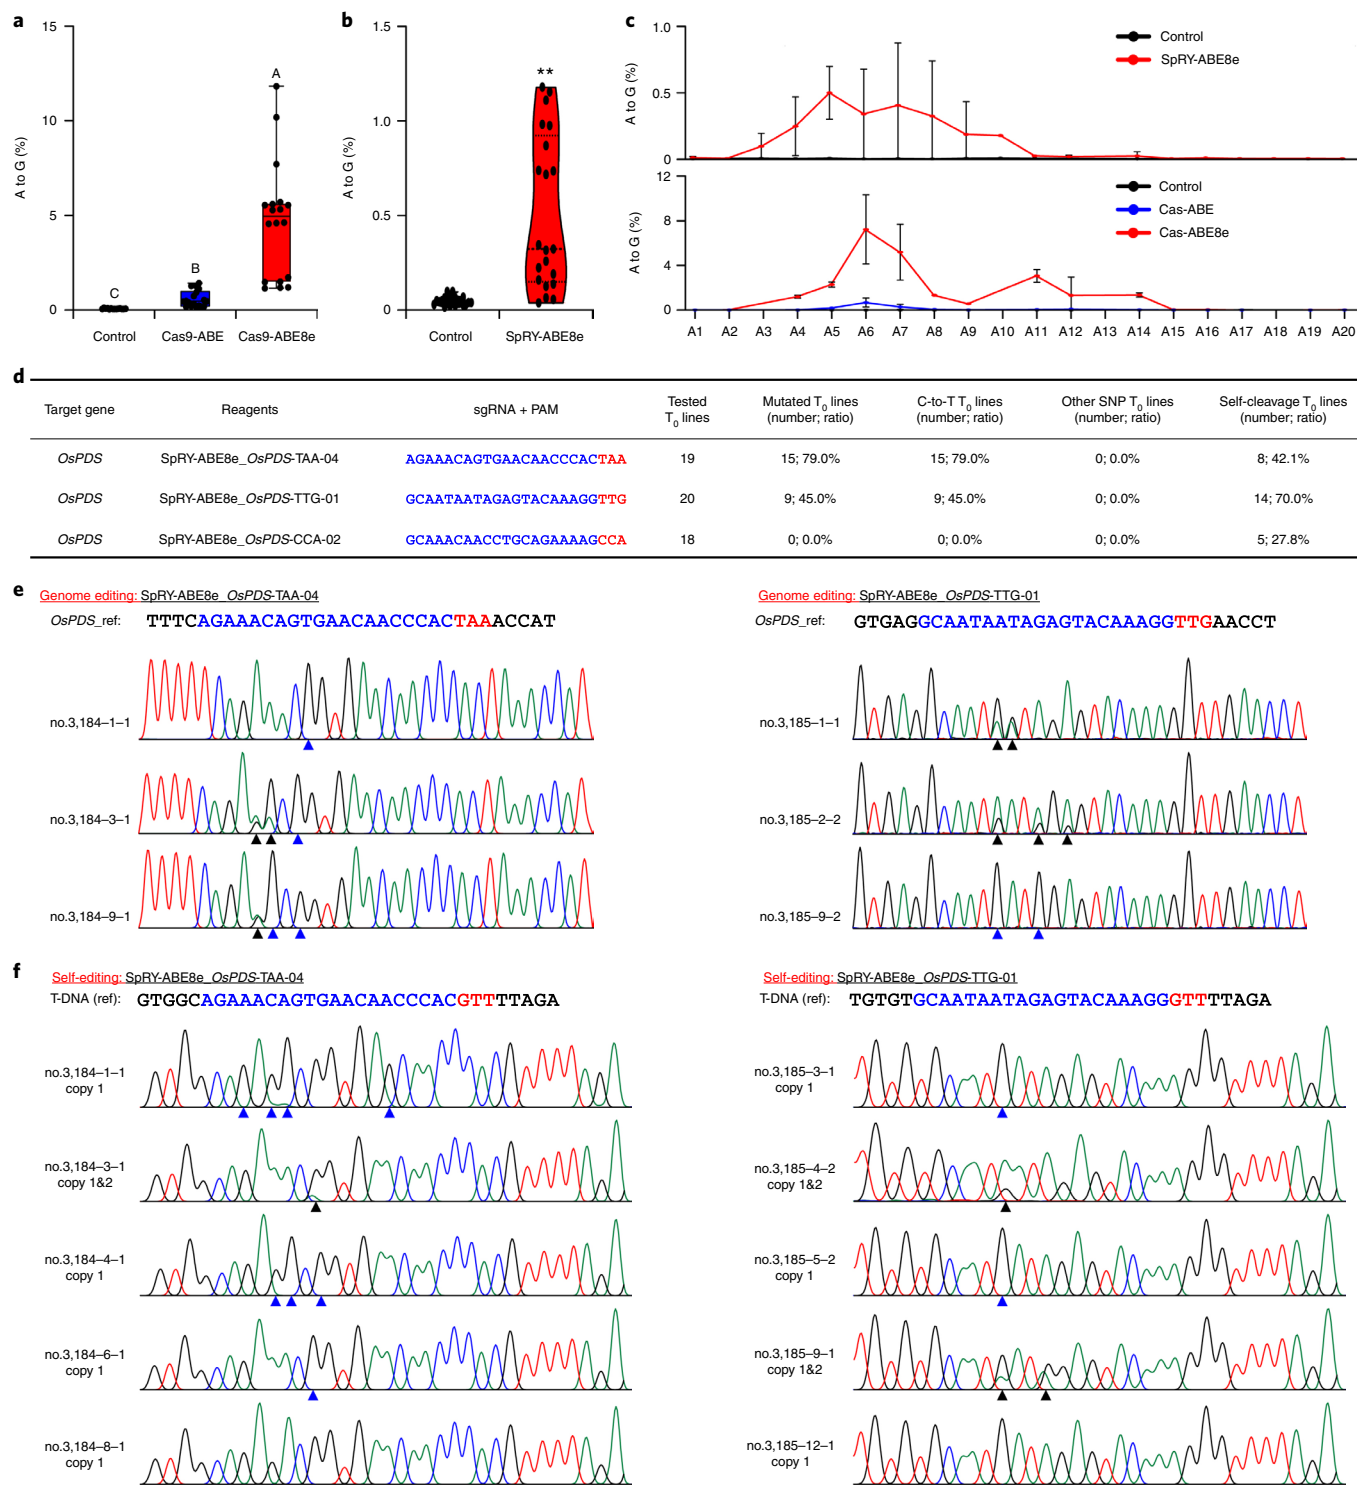 a
15
10
5
0
A to G (%)
C
B
A
Control
Cas9-ABE
Cas9-ABE8e
b
1.5
1.0
0.5
0
A to G (%)
**
Control
SpRY-ABE8e
c
1.0
0.5
0
A to G (%)
Control
SpRY-ABE8e
12
8
4
0
A to G (%)
Control
Cas-ABE
Cas-ABE8e
A1 A2 A3 A4 A5 A6 A7 A8 A9 A10 A11 A12 A13 A14 A15 A16 A17 A18 A19 A20
d
Target gene Reagents sgRNA + PAM Tested T0 lines Mutated T0 lines (number; ratio) C-to-T T0 lines (number; ratio) Other SNP T0 lines (number; ratio) Self-cleavage T0 lines (number; ratio)
OsPDS SpRY-ABE8e_OsPDS-TAA-04 AGAAACAGTGAACAACCCACTAA 19 15; 79.0% 15; 79.0% 0; 0.0% 8; 42.1%
OsPDS SpRY-ABE8e_OsPDS-TTG-01 GCAATAATAGAGTACAAAGGTTG 20 9; 45.0% 9; 45.0% 0; 0.0% 14; 70.0%
OsPDS SpRY-ABE8e_OsPDS-CCA-02 GCAAACAACCTGCAGAAAAGCCA 18 0; 0.0% 0; 0.0% 0; 0.0% 5; 27.8%
e
Genome editing: SpRY-ABE8e_OsPDS-TAA-04
OsPDS_ref: TTTCAGAAACAGTGAACAACCCACTAAACCAT
no.3,184–1–1
no.3,184–3–1
no.3,184–9–1
Genome editing: SpRY-ABE8e_OsPDS-TTG-01
OsPDS_ref: GTGAGGCAATAATAGAGTACAAAGGTTGAACCT
no.3,185–1–1
no.3,185–2–2
no.3,185–9–2
f
Self-editing: SpRY-ABE8e_OsPDS-TAA-04
T-DNA (ref): GTGGCAGAAACAGTGAACAACCCACGTTTTAGA
no.3,184–1–1
copy 1
no.3,184–3–1
copy 1&2
no.3,184–4–1
copy 1
no.3,184–6–1
copy 1
no.3,184–8–1
copy 1
Self-editing: SpRY-ABE8e_OsPDS-TTG-01
T-DNA (ref): TGTGTGCAATAATAGAGTACAAAGGGTTTTAGA
no.3,185–3–1
copy 1
no.3,185–4–2
copy 1&2
no.3,185–5–2
copy 1
no.3,185–9–1
copy 1&2
no.3,185–12–1
copy 1